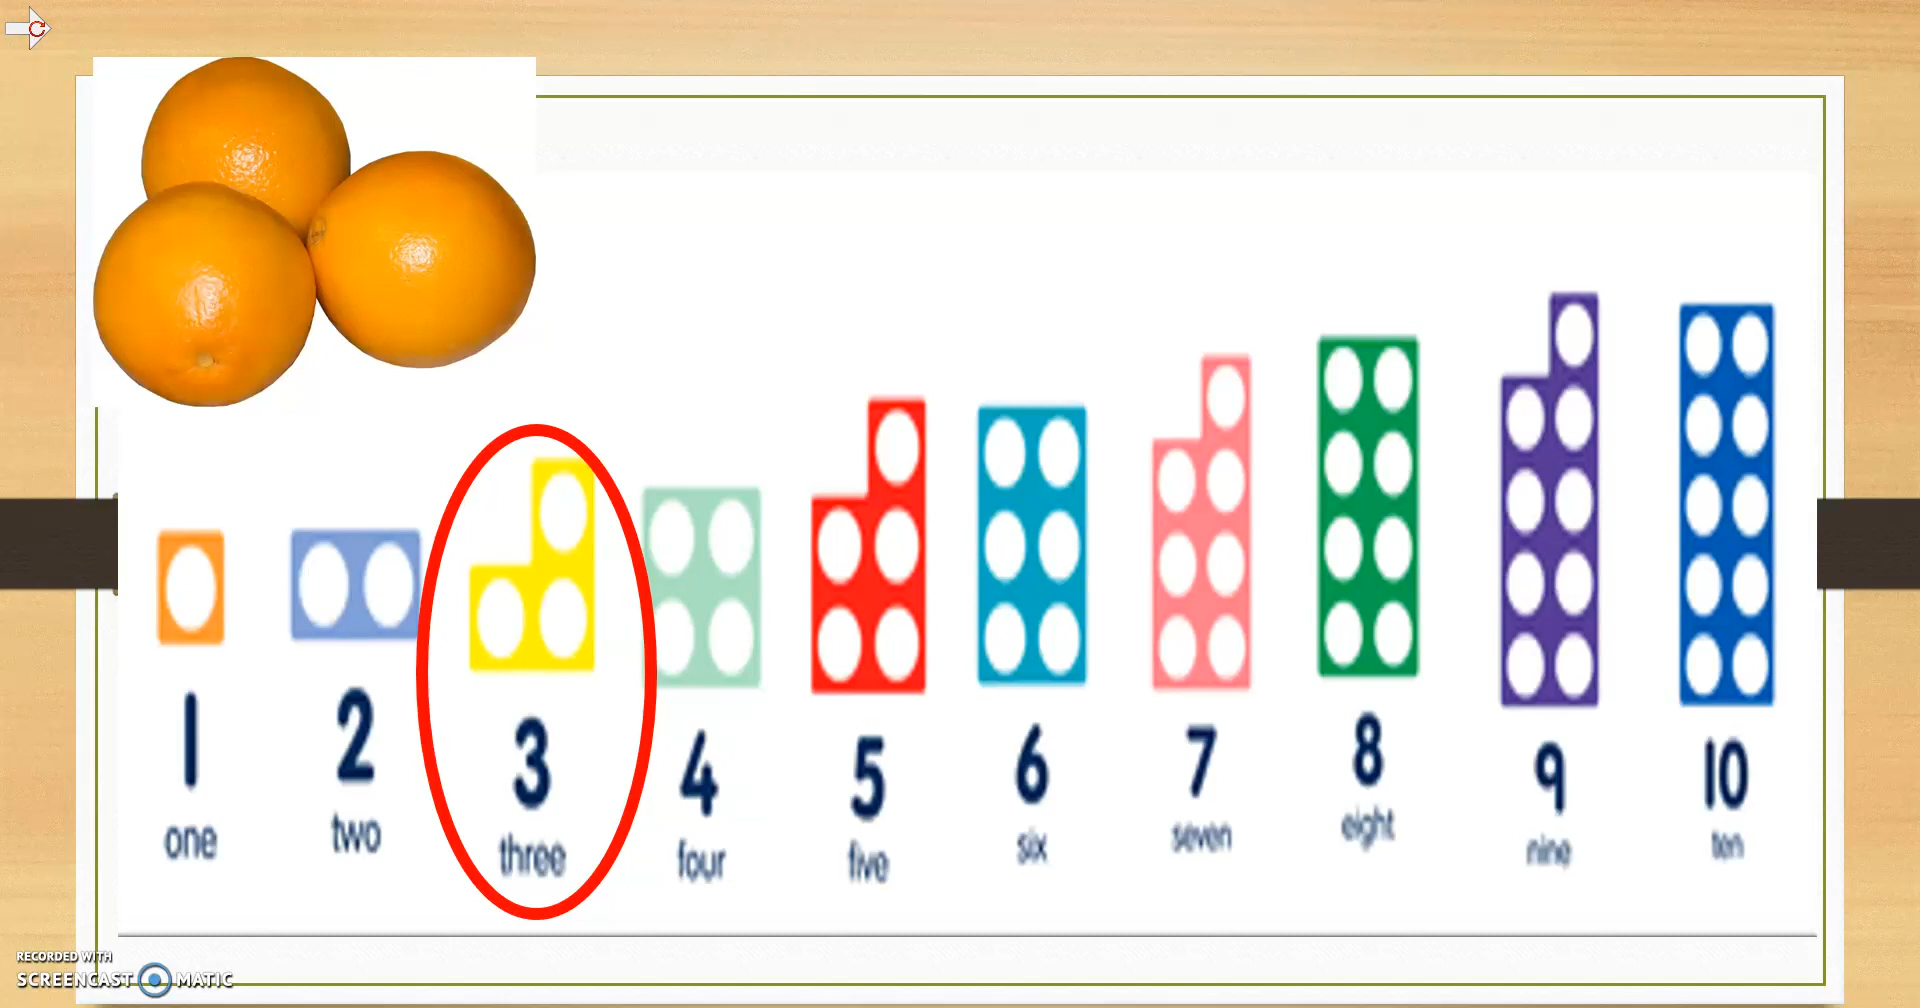 1 2 3 4 5 6 7 8 9 10
one two three four five six seven eight nine ten
RECORDED WITH
SCREENCAST MATIC